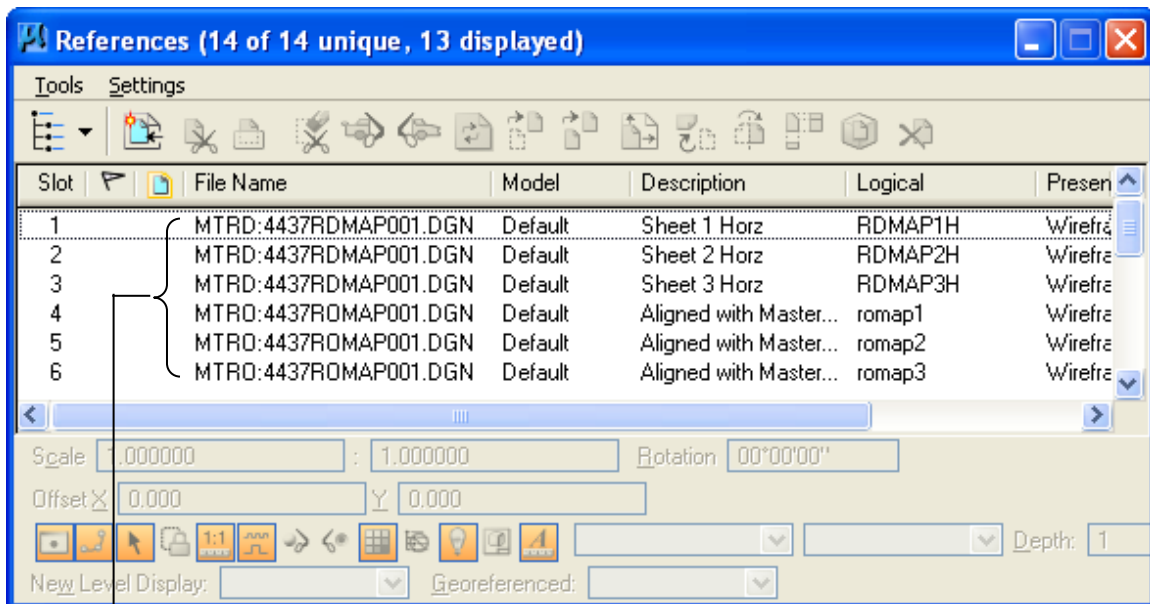 References (14 of 14 unique, 13 displayed)
Tools Settings
Slot File Name Model Description Logical Presen
1 MTRD:4437RDMAP001.DGN Default Sheet 1 Horz RDMAP1H Wirefra
2 MTRD:4437RDMAP001.DGN Default Sheet 2 Horz RDMAP2H Wirefra
3 MTRD:4437RDMAP001.DGN Default Sheet 3 Horz RDMAP3H Wirefra
4 MTRO:4437ROMAP001.DGN Default Aligned with Master... romap1 Wirefra
5 MTRO:4437ROMAP001.DGN Default Aligned with Master... romap2 Wirefra
6 MTRO:4437ROMAP001.DGN Default Aligned with Master... romap3 Wirefra
Scale 1.000000 : 1.000000 Rotation 00°00'00"
Offset X 0.000 Y 0.000
1:1 A Depth: 1
New Level Display: Georeferenced: